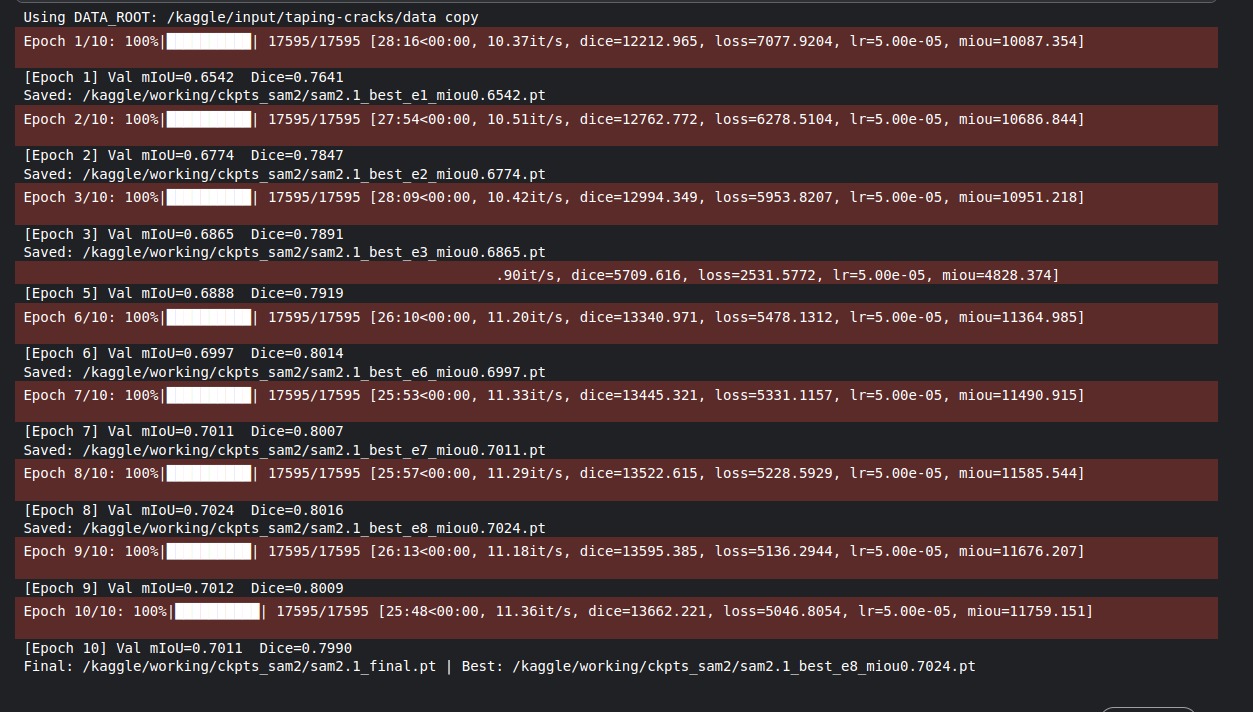 Using DATA_ROOT: /kaggle/input/taping-cracks/data copy
Epoch 1/10: 100%|██████████| 17595/17595 [28:16<00:00, 10.37it/s, dice=12212.965, loss=7077.9204, lr=5.00e-05, miou=10087.354]
[Epoch 1] Val mIoU=0.6542  Dice=0.7641
Saved: /kaggle/working/ckpts_sam2/sam2.1_best_e1_miou0.6542.pt
Epoch 2/10: 100%|██████████| 17595/17595 [27:54<00:00, 10.51it/s, dice=12762.772, loss=6278.5104, lr=5.00e-05, miou=10686.844]
[Epoch 2] Val mIoU=0.6774  Dice=0.7847
Saved: /kaggle/working/ckpts_sam2/sam2.1_best_e2_miou0.6774.pt
Epoch 3/10: 100%|██████████| 17595/17595 [28:09<00:00, 10.42it/s, dice=12994.349, loss=5953.8207, lr=5.00e-05, miou=10951.218]
[Epoch 3] Val mIoU=0.6865  Dice=0.7891
Saved: /kaggle/working/ckpts_sam2/sam2.1_best_e3_miou0.6865.pt
.90it/s, dice=5709.616, loss=2531.5772, lr=5.00e-05, miou=4828.374]
[Epoch 5] Val mIoU=0.6888  Dice=0.7919
Epoch 6/10: 100%|██████████| 17595/17595 [26:10<00:00, 11.20it/s, dice=13340.971, loss=5478.1312, lr=5.00e-05, miou=11364.985]
[Epoch 6] Val mIoU=0.6997  Dice=0.8014
Saved: /kaggle/working/ckpts_sam2/sam2.1_best_e6_miou0.6997.pt
Epoch 7/10: 100%|██████████| 17595/17595 [25:53<00:00, 11.33it/s, dice=13445.321, loss=5331.1157, lr=5.00e-05, miou=11490.915]
[Epoch 7] Val mIoU=0.7011  Dice=0.8007
Saved: /kaggle/working/ckpts_sam2/sam2.1_best_e7_miou0.7011.pt
Epoch 8/10: 100%|██████████| 17595/17595 [25:57<00:00, 11.29it/s, dice=13522.615, loss=5228.5929, lr=5.00e-05, miou=11585.544]
[Epoch 8] Val mIoU=0.7024  Dice=0.8016
Saved: /kaggle/working/ckpts_sam2/sam2.1_best_e8_miou0.7024.pt
Epoch 9/10: 100%|██████████| 17595/17595 [26:13<00:00, 11.18it/s, dice=13595.385, loss=5136.2944, lr=5.00e-05, miou=11676.207]
[Epoch 9] Val mIoU=0.7012  Dice=0.8009
Epoch 10/10: 100%|██████████| 17595/17595 [25:48<00:00, 11.36it/s, dice=13662.221, loss=5046.8054, lr=5.00e-05, miou=11759.151]
[Epoch 10] Val mIoU=0.7011  Dice=0.7990
Final: /kaggle/working/ckpts_sam2/sam2.1_final.pt | Best: /kaggle/working/ckpts_sam2/sam2.1_best_e8_miou0.7024.pt